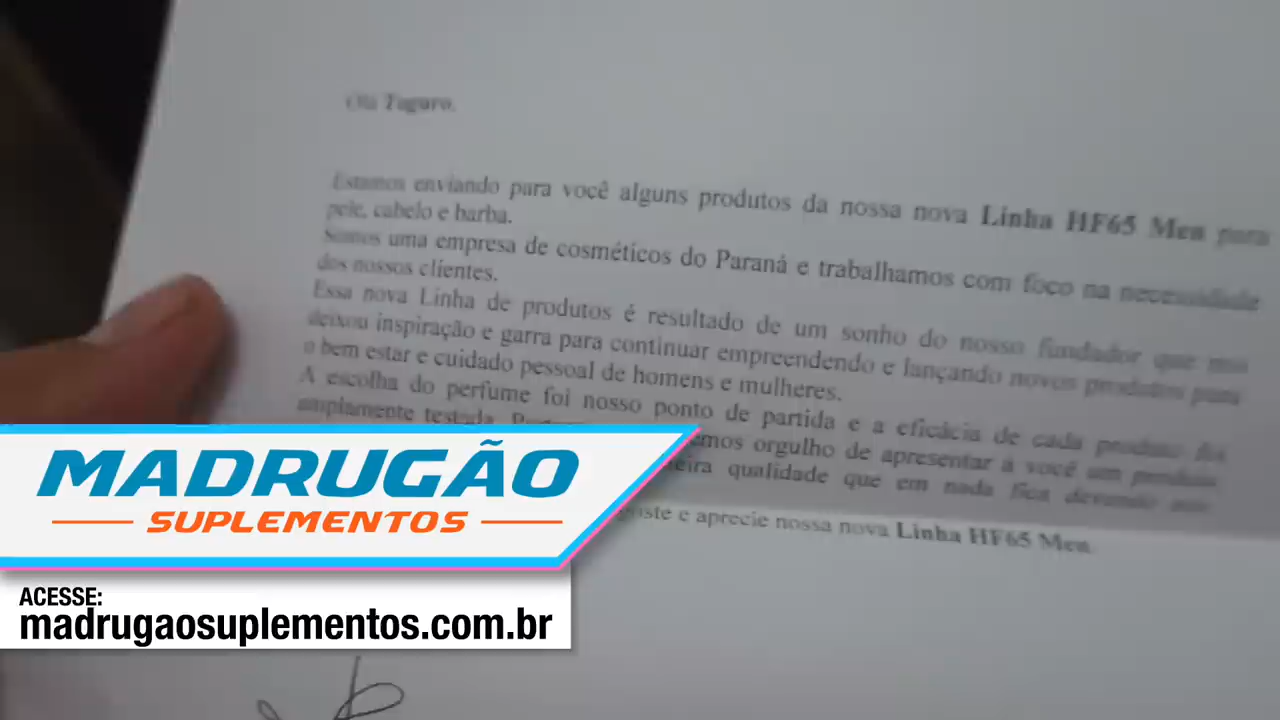 Olá Toguro.
Estamos enviando para você alguns produtos da nossa nova Linha HF65 Men para
pele, cabelo e barba.
Somos uma empresa de cosméticos do Paraná e trabalhamos com foco na necessidade
dos nossos clientes.
Essa nova Linha de produtos é resultado de um sonho do nosso fundador que nos
deixou inspiração e garra para continuar empreendendo e lançando novos produtos para
o bem estar e cuidado pessoal de homens e mulheres.
A escolha do perfume foi nosso ponto de partida e a eficácia de cada produto foi
amplamente testada. orgulho de apresentar à você um produto
qualidade que em nada fica devendo aos
e aprecie nossa nova Linha HF65 Men
MADRUGÃO
SUPLEMENTOS
ACESSE:
madrugaosuplementos.com.br